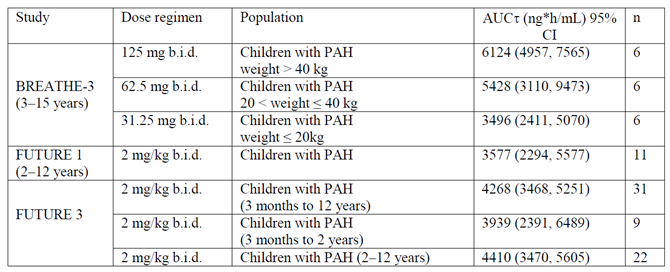 Study Dose regimen Population AUCτ (ng*h/mL) 95% CI n
BREATHE-3 (3–15 years) 125 mg b.i.d. Children with PAH weight > 40 kg 6124 (4957, 7565) 6
62.5 mg b.i.d. Children with PAH 20 < weight ≤ 40 kg 5428 (3110, 9473) 6
31.25 mg b.i.d. Children with PAH weight ≤ 20kg 3496 (2411, 5070) 6
FUTURE 1 (2–12 years) 2 mg/kg b.i.d. Children with PAH 3577 (2294, 5577) 11
FUTURE 3 2 mg/kg b.i.d. Children with PAH (3 months to 12 years) 4268 (3468, 5251) 31
2 mg/kg b.i.d. Children with PAH (3 months to 2 years) 3939 (2391, 6489) 9
2 mg/kg b.i.d. Children with PAH (2–12 years) 4410 (3470, 5605) 22